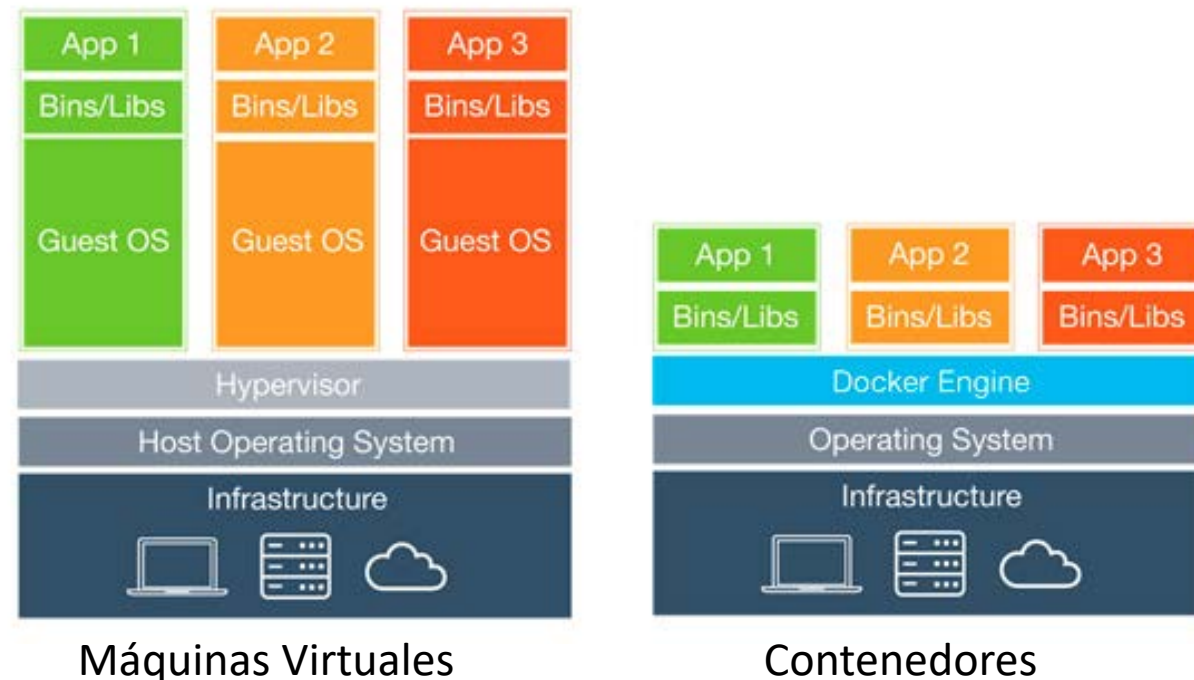 App 1
App 2
App 3
Bins/Libs
Bins/Libs
Bins/Libs
Guest OS
Guest OS
Guest OS
Hypervisor
Host Operating System
Infrastructure
Máquinas Virtuales
App 1
App 2
App 3
Bins/Libs
Bins/Libs
Bins/Libs
Docker Engine
Operating System
Infrastructure
Contenedores